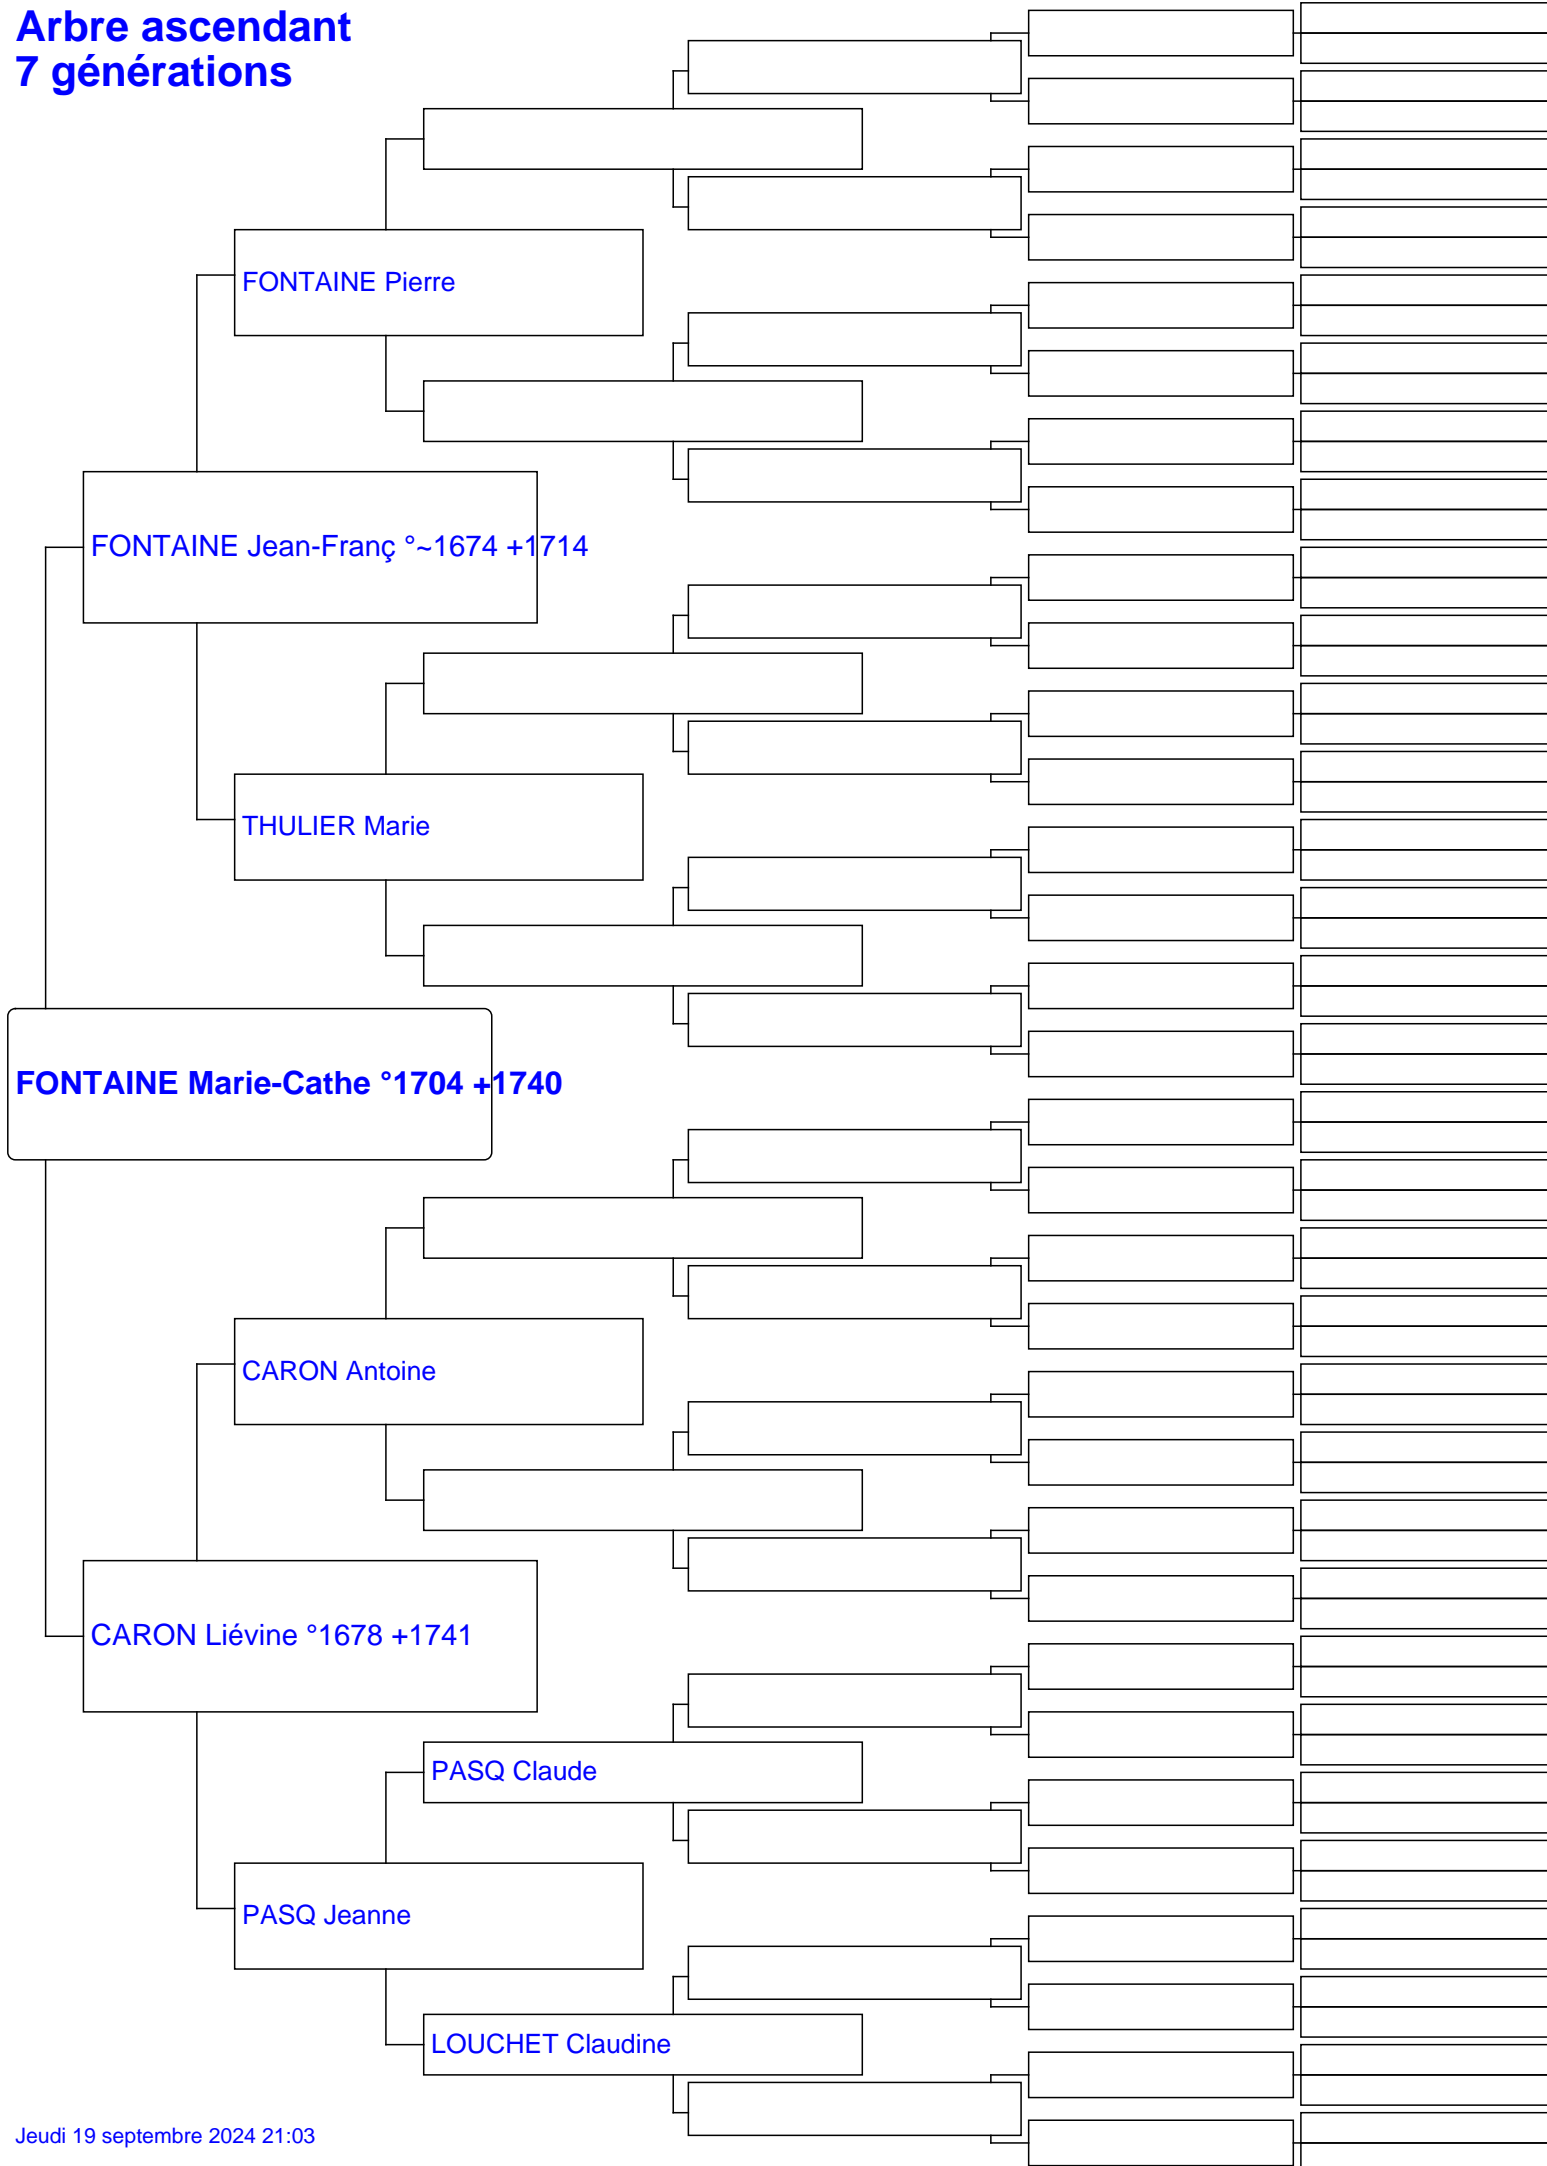 Arbre ascendant
7 générations
FONTAINE Pierre
FONTAINE Jean-Franç °~1674 +1714
THULIER Marie
FONTAINE Marie-Cathe °1704 +1740
CARON Antoine
CARON Liévine °1678 +1741
PASQ Claude
PASQ Jeanne
LOUCHET Claudine
Jeudi 19 septembre 2024 21:03